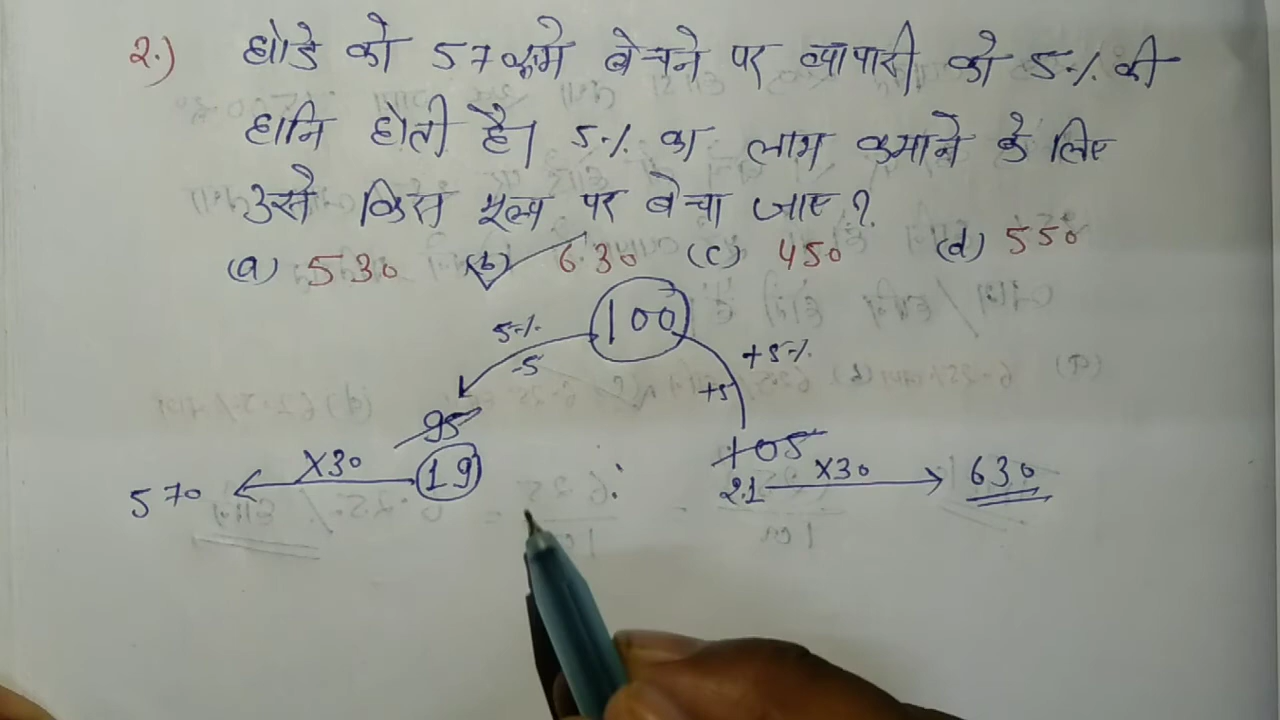 2.) घोडे को 570 रूमे बेचने पर व्यापारी को 5% की
हानि होती है। 5% का लाभ कमाने के लिए
उसे किस मूल्य पर बेचा जाए ?
(a) 530 (b) 630 (c) 450 (d) 550
100
5% +5%
-5 +5
95 105
570 X30 19 21 X30 630